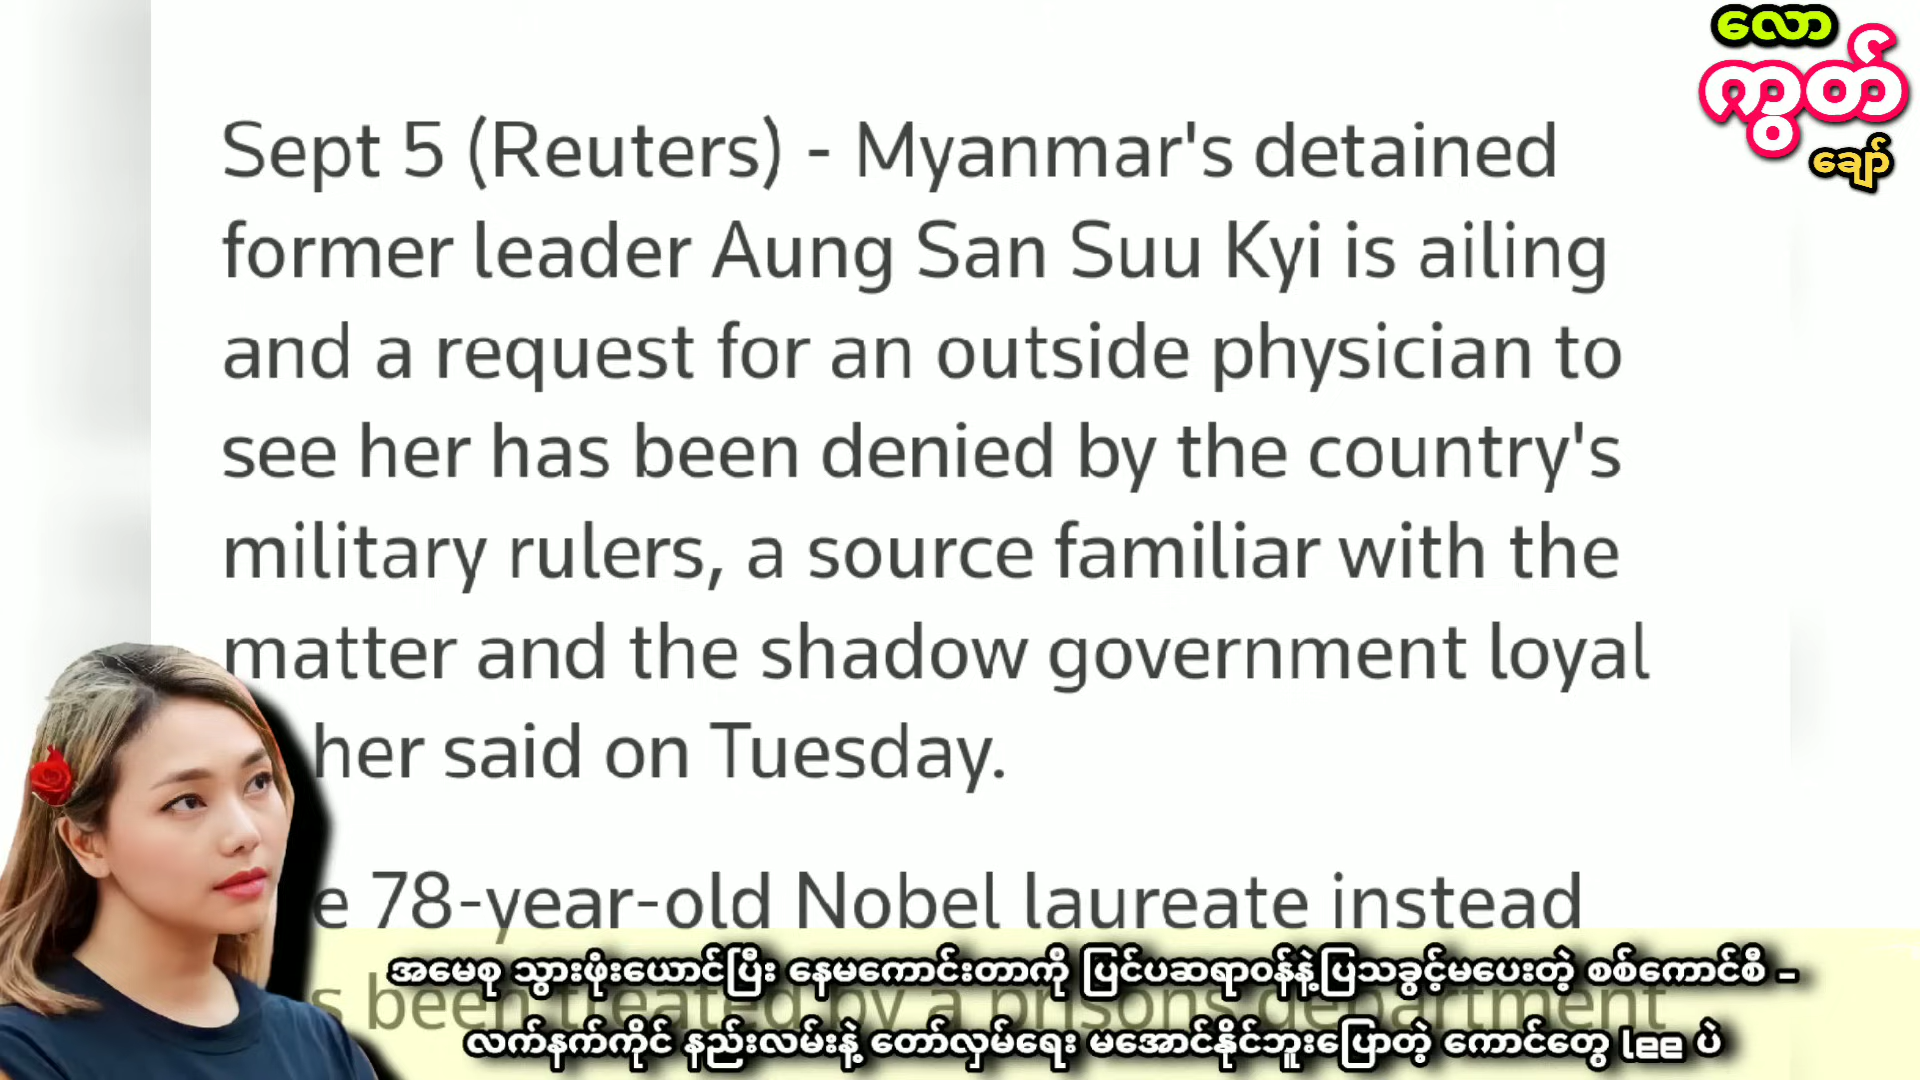 လော
ကွတ်
ချော်
Sept 5 (Reuters) - Myanmar's detained
former leader Aung San Suu Kyi is ailing
and a request for an outside physician to
see her has been denied by the country's
military rulers, a source familiar with the
matter and the shadow government loyal
her said on Tuesday.
e 78-year-old Nobel laureate instead
s been treated by a prisons department
အမေစု သွားဖုံးယောင်ပြီး နေမကောင်းတာကို ပြင်ပဆရာဝန်နဲ့ပြသခွင့်မပေးတဲ့ စစ်ကောင်စီ -
လက်နက်ကိုင် နည်းလမ်းနဲ့ တော်လှမ်ရေး မအောင်နိုင်ဘူးပြောတဲ့ ကောင်တွေ lee ပဲ